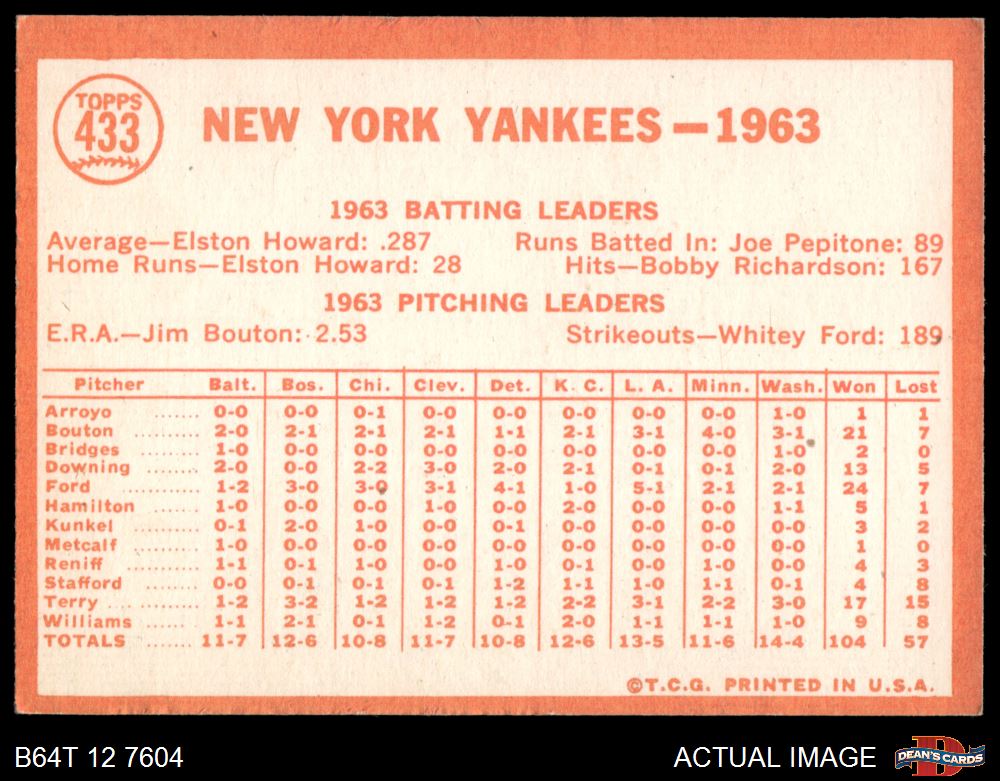 TOPPS
433
NEW YORK YANKEES — 1963
1963 BATTING LEADERS
Average—Elston Howard: .287 Runs Batted In: Joe Pepitone: 89
Home Runs—Elston Howard: 28 Hits—Bobby Richardson: 167
1963 PITCHING LEADERS
E.R.A.—Jim Bouton: 2.53 Strikeouts—Whitey Ford: 189
Pitcher Balt. Bos. Chi. Clev. Det. K. C. L. A. Minn. Wash. Won Lost
Arroyo ....... 0-0 0-0 0-1 0-0 0-0 0-0 0-0 0-0 1-0 1 1
Bouton .......... 2-0 2-1 2-1 2-1 1-1 2-1 3-1 4-0 3-1 21 7
Bridges .......... 1-0 0-0 0-0 0-0 0-0 0-0 0-0 0-0 1-0 2 0
Downing ........ 2-0 0-0 2-2 3-0 2-0 2-1 0-1 0-1 2-0 13 5
Ford ............ 1-2 3-0 3-0 3-1 4-1 1-0 5-1 2-1 2-1 24 7
Hamilton ....... 1-0 0-0 0-0 1-0 0-0 2-0 0-0 0-0 1-1 5 1
Kunkel .......... 0-1 2-0 1-0 0-0 0-1 0-0 0-0 0-0 0-0 3 2
Metcalf .......... 1-0 0-0 0-0 0-0 0-0 0-0 0-0 0-0 0-0 1 0
Reniff ........... 1-1 0-1 1-0 0-0 1-0 0-1 1-0 0-0 0-0 4 3
Stafford ........ 0-0 0-1 0-1 0-1 1-2 1-1 1-0 1-1 0-1 4 8
Terry .... ....... 1-2 3-2 1-2 1-2 1-2 2-2 3-1 2-2 3-0 17 15
Williams ....... 1-1 2-1 0-1 1-2 0-1 2-0 1-1 1-1 1-0 9 8
TOTALS ....... 11-7 12-6 10-8 11-7 10-8 12-6 13-5 11-6 14-4 104 57
©T.C.G. PRINTED IN U.S.A.
B64T 12 7604 ACTUAL IMAGE
D
DEAN'S CARDS